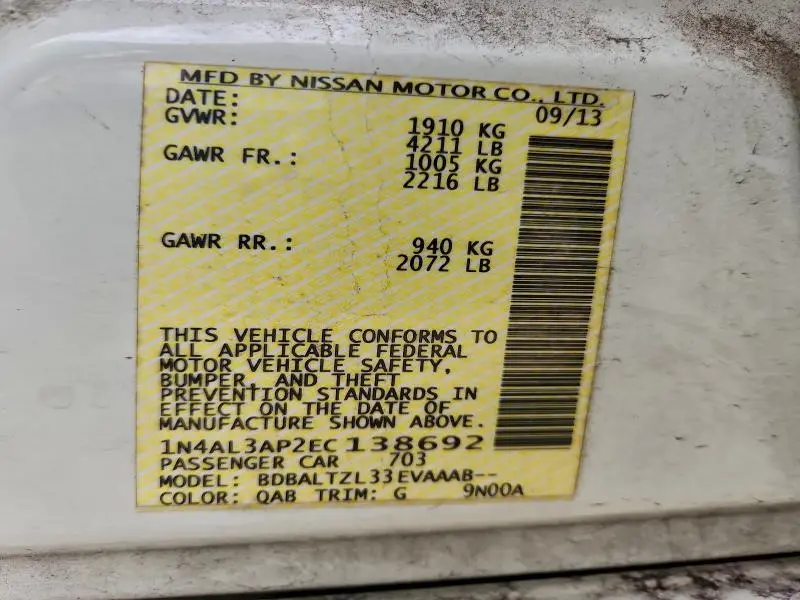 MFD BY NISSAN MOTOR CO., LTD.
DATE: 09/13
GVWR: 1910 KG
4211 LB
GAWR FR.: 1005 KG
2216 LB
GAWR RR.: 940 KG
2072 LB
THIS VEHICLE CONFORMS TO
ALL APPLICABLE FEDERAL
MOTOR VEHICLE SAFETY,
BUMPER, AND THEFT
PREVENTION STANDARDS IN
EFFECT ON THE DATE OF
MANUFACTURE SHOWN ABOVE.
1N4AL3AP2EC138692
PASSENGER CAR 703
MODEL: BDBALTZL33EVAAAB--
COLOR: QAB TRIM: G 9N00A